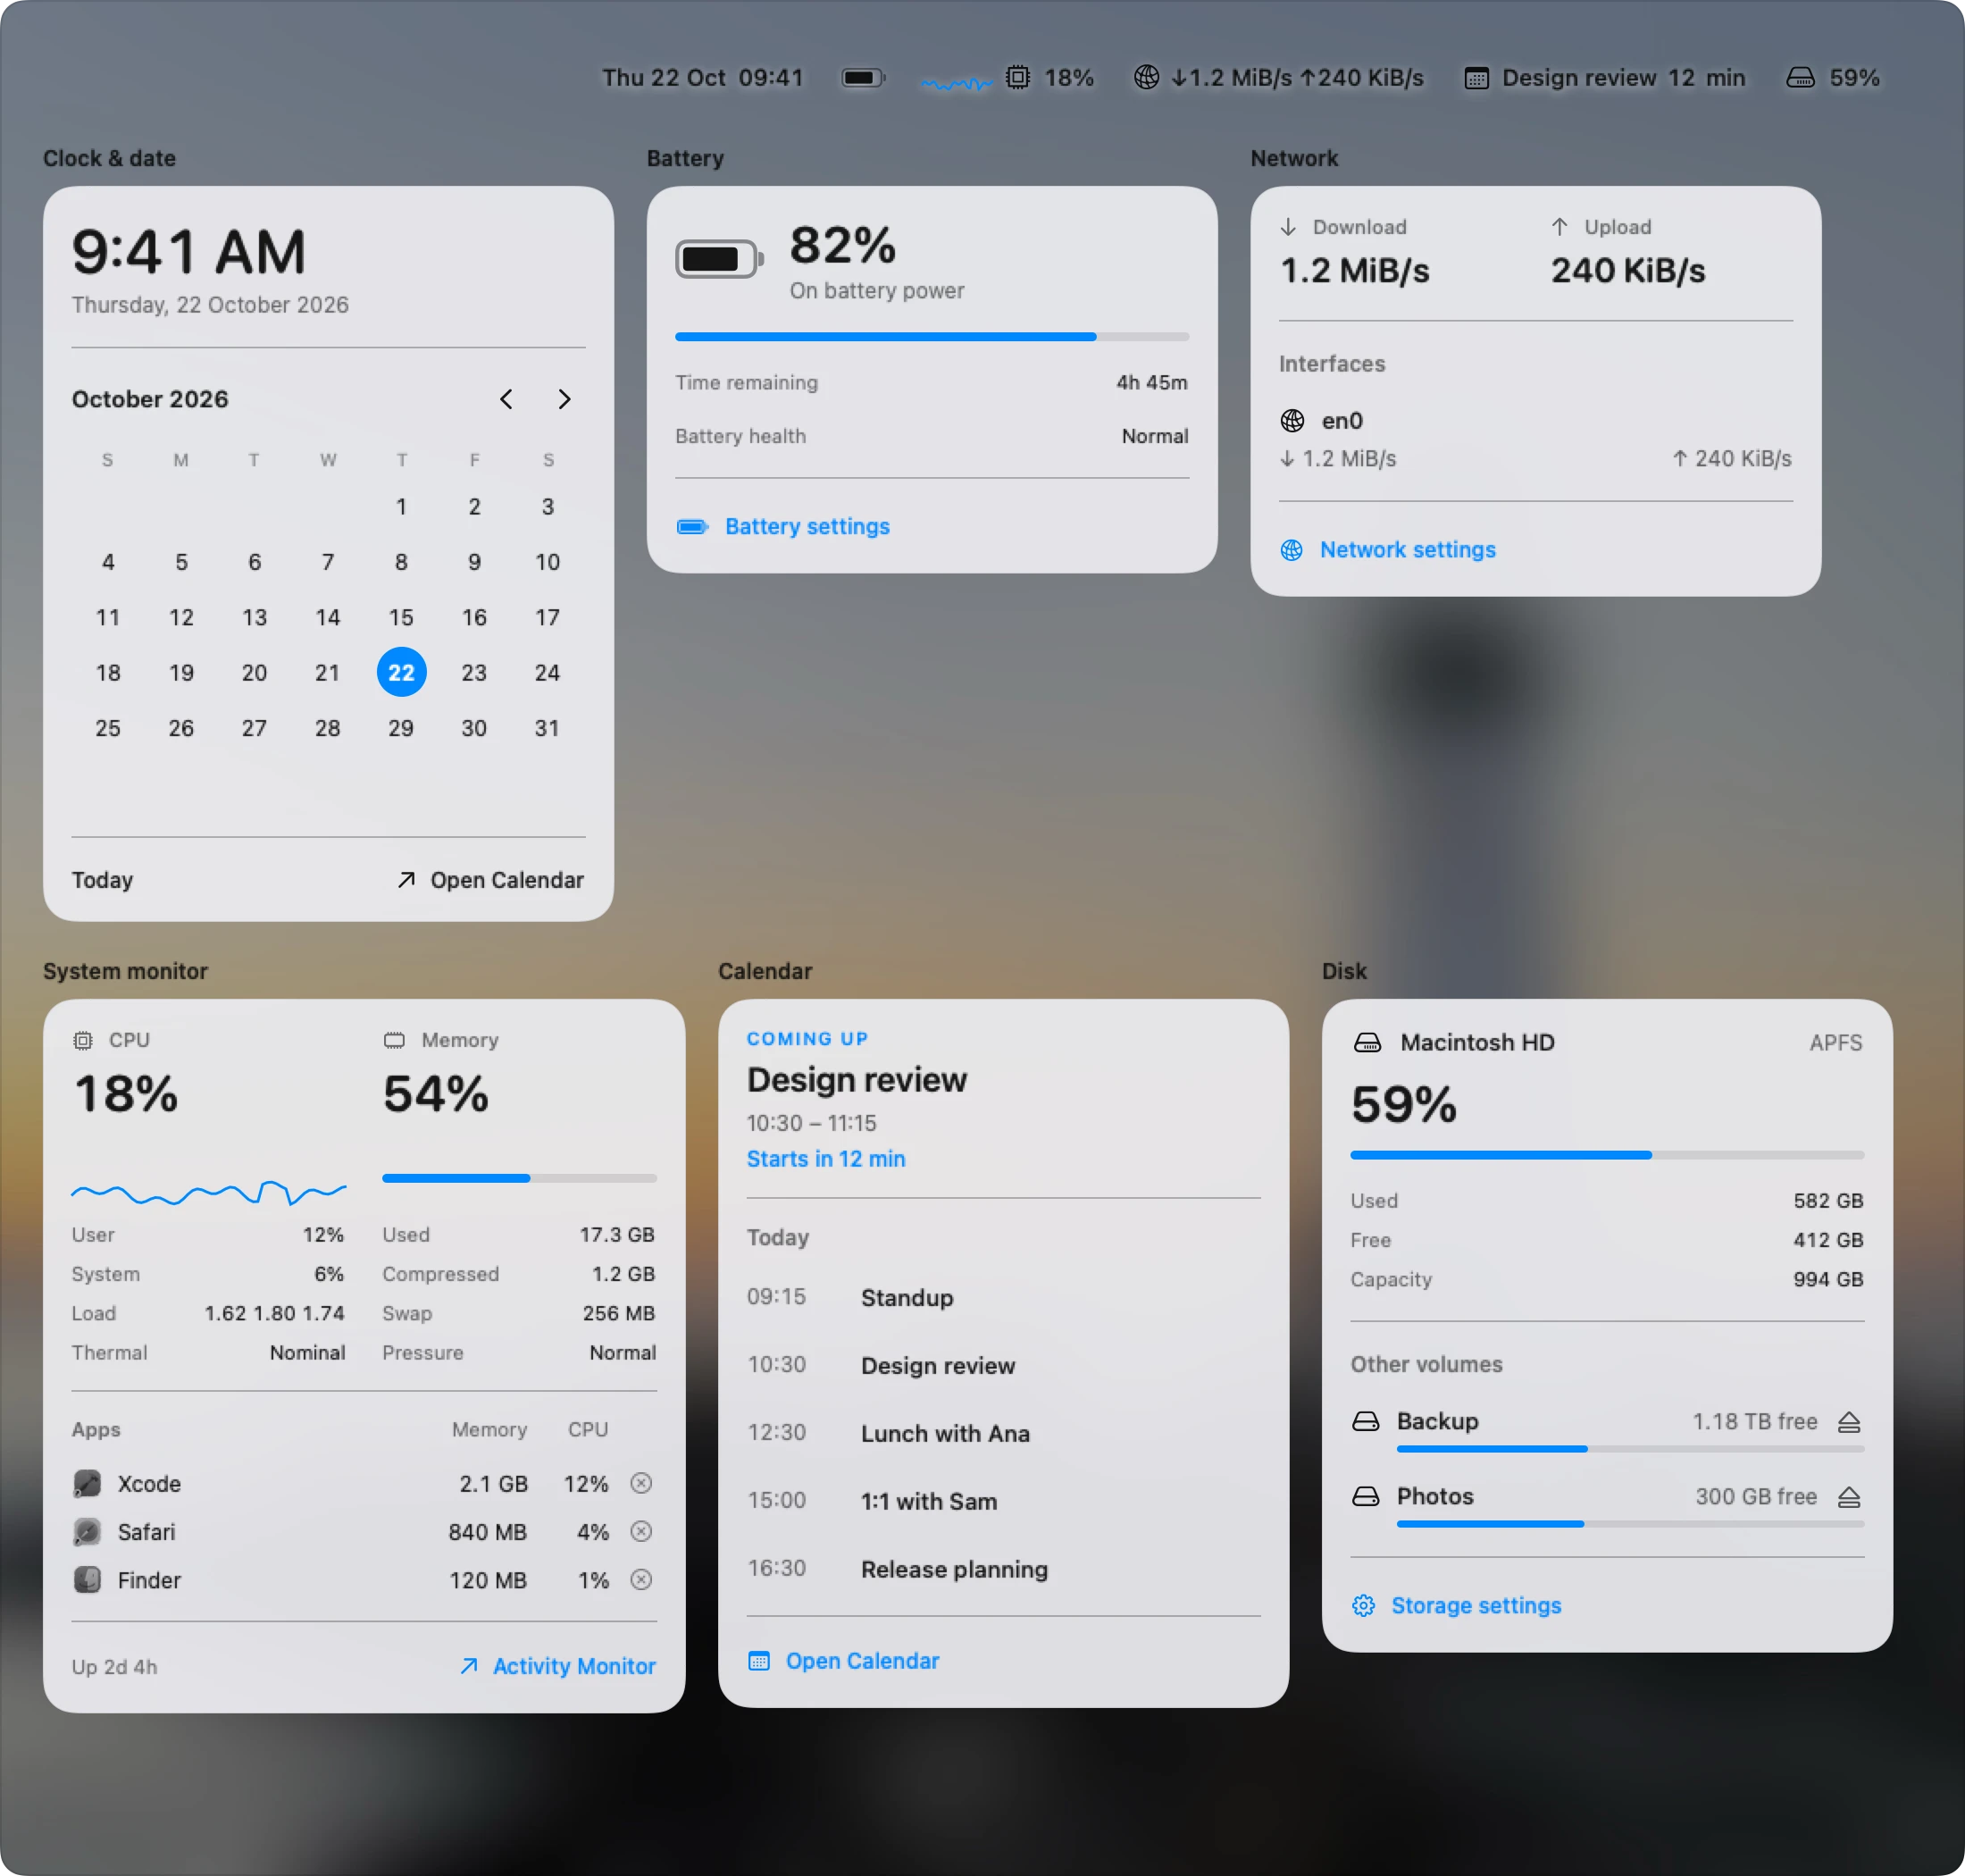 Thu 22 Oct 09:41 18% ↓1.2 MiB/s ↑240 KiB/s Design review 12 min 59%
Clock & date
9:41 AM
Thursday, 22 October 2026
October 2026
S M T W T F S
1 2 3
4 5 6 7 8 9 10
11 12 13 14 15 16 17
18 19 20 21 22 23 24
25 26 27 28 29 30 31
Today Open Calendar
Battery
82%
On battery power
Time remaining 4h 45m
Battery health Normal
Battery settings
Network
↓ Download ↑ Upload
1.2 MiB/s 240 KiB/s
Interfaces
en0
↓ 1.2 MiB/s ↑ 240 KiB/s
Network settings
System monitor
CPU Memory
18% 54%
User 12% Used 17.3 GB
System 6% Compressed 1.2 GB
Load 1.62 1.80 1.74 Swap 256 MB
Thermal Nominal Pressure Normal
Apps Memory CPU
Xcode 2.1 GB 12%
Safari 840 MB 4%
Finder 120 MB 1%
Up 2d 4h Activity Monitor
Calendar
COMING UP
Design review
10:30 – 11:15
Starts in 12 min
Today
09:15 Standup
10:30 Design review
12:30 Lunch with Ana
15:00 1:1 with Sam
16:30 Release planning
Open Calendar
Disk
Macintosh HD APFS
59%
Used 582 GB
Free 412 GB
Capacity 994 GB
Other volumes
Backup 1.18 TB free
Photos 300 GB free
Storage settings